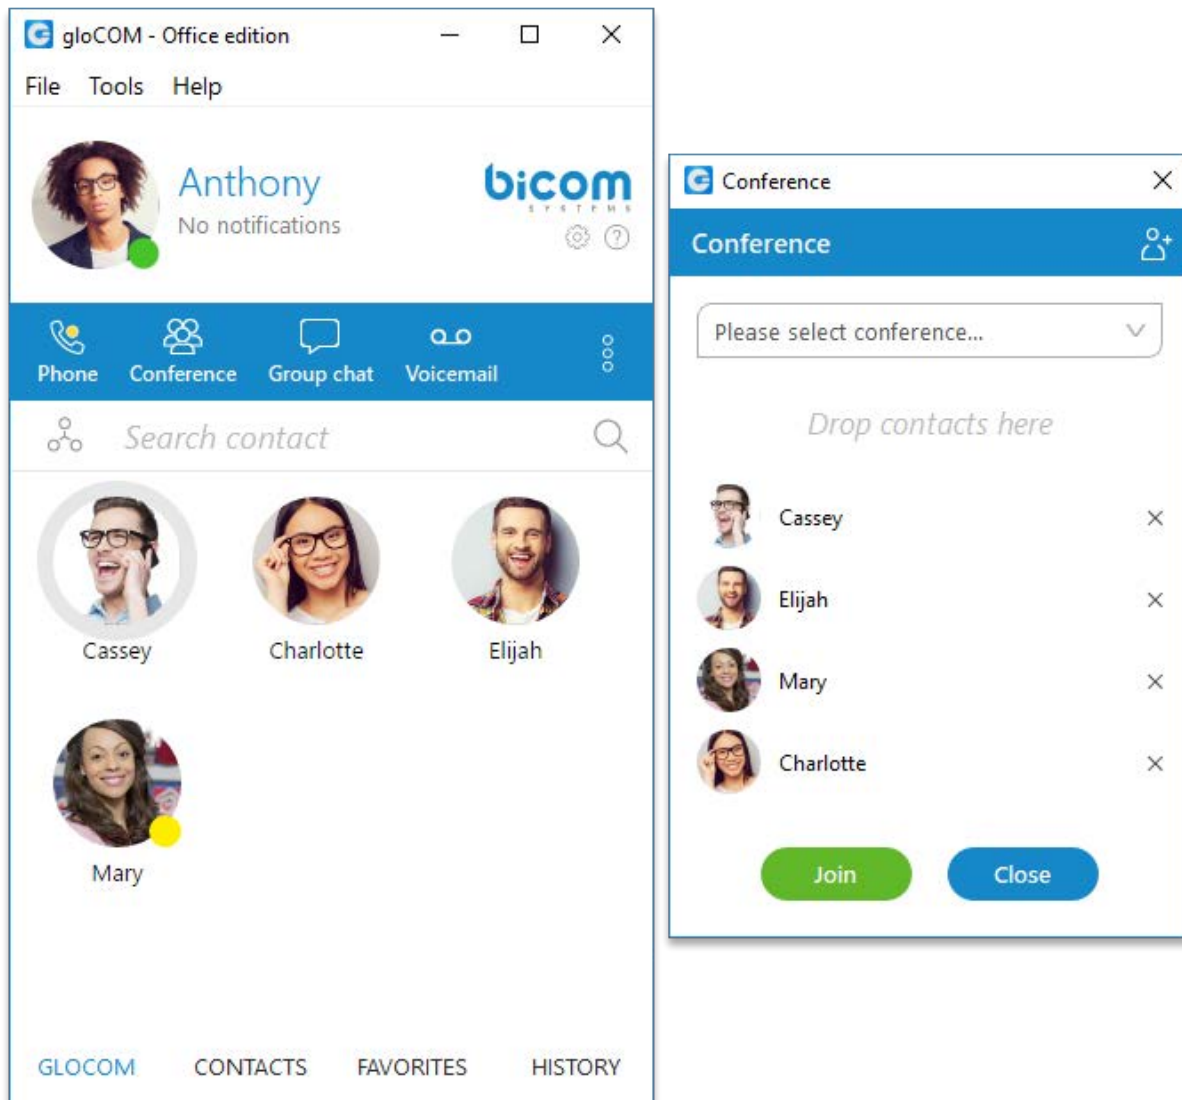 gloCOM - Office edition
File Tools Help
Anthony
No notifications
bicom
SYSTEMS
Phone Conference Group chat Voicemail
Search contact
Cassey Charlotte Elijah
Mary
GLOCOM CONTACTS FAVORITES HISTORY
Conference
Conference
Please select conference...
Drop contacts here
Cassey
Elijah
Mary
Charlotte
Join Close